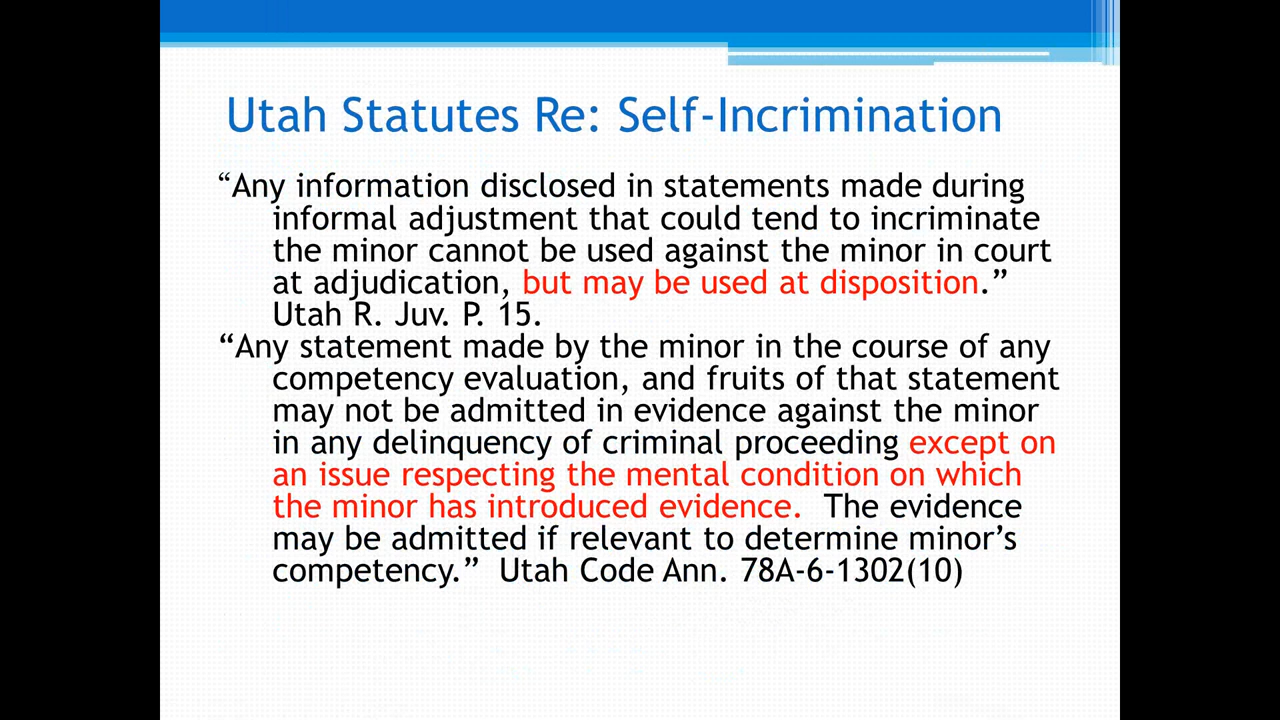 Utah Statutes Re: Self-Incrimination
“Any information disclosed in statements made during
informal adjustment that could tend to incriminate
the minor cannot be used against the minor in court
at adjudication, but may be used at disposition.”
Utah R. Juv. P. 15.
“Any statement made by the minor in the course of any
competency evaluation, and fruits of that statement
may not be admitted in evidence against the minor
in any delinquency of criminal proceeding except on
an issue respecting the mental condition on which
the minor has introduced evidence.  The evidence
may be admitted if relevant to determine minor’s
competency.”  Utah Code Ann. 78A-6-1302(10)